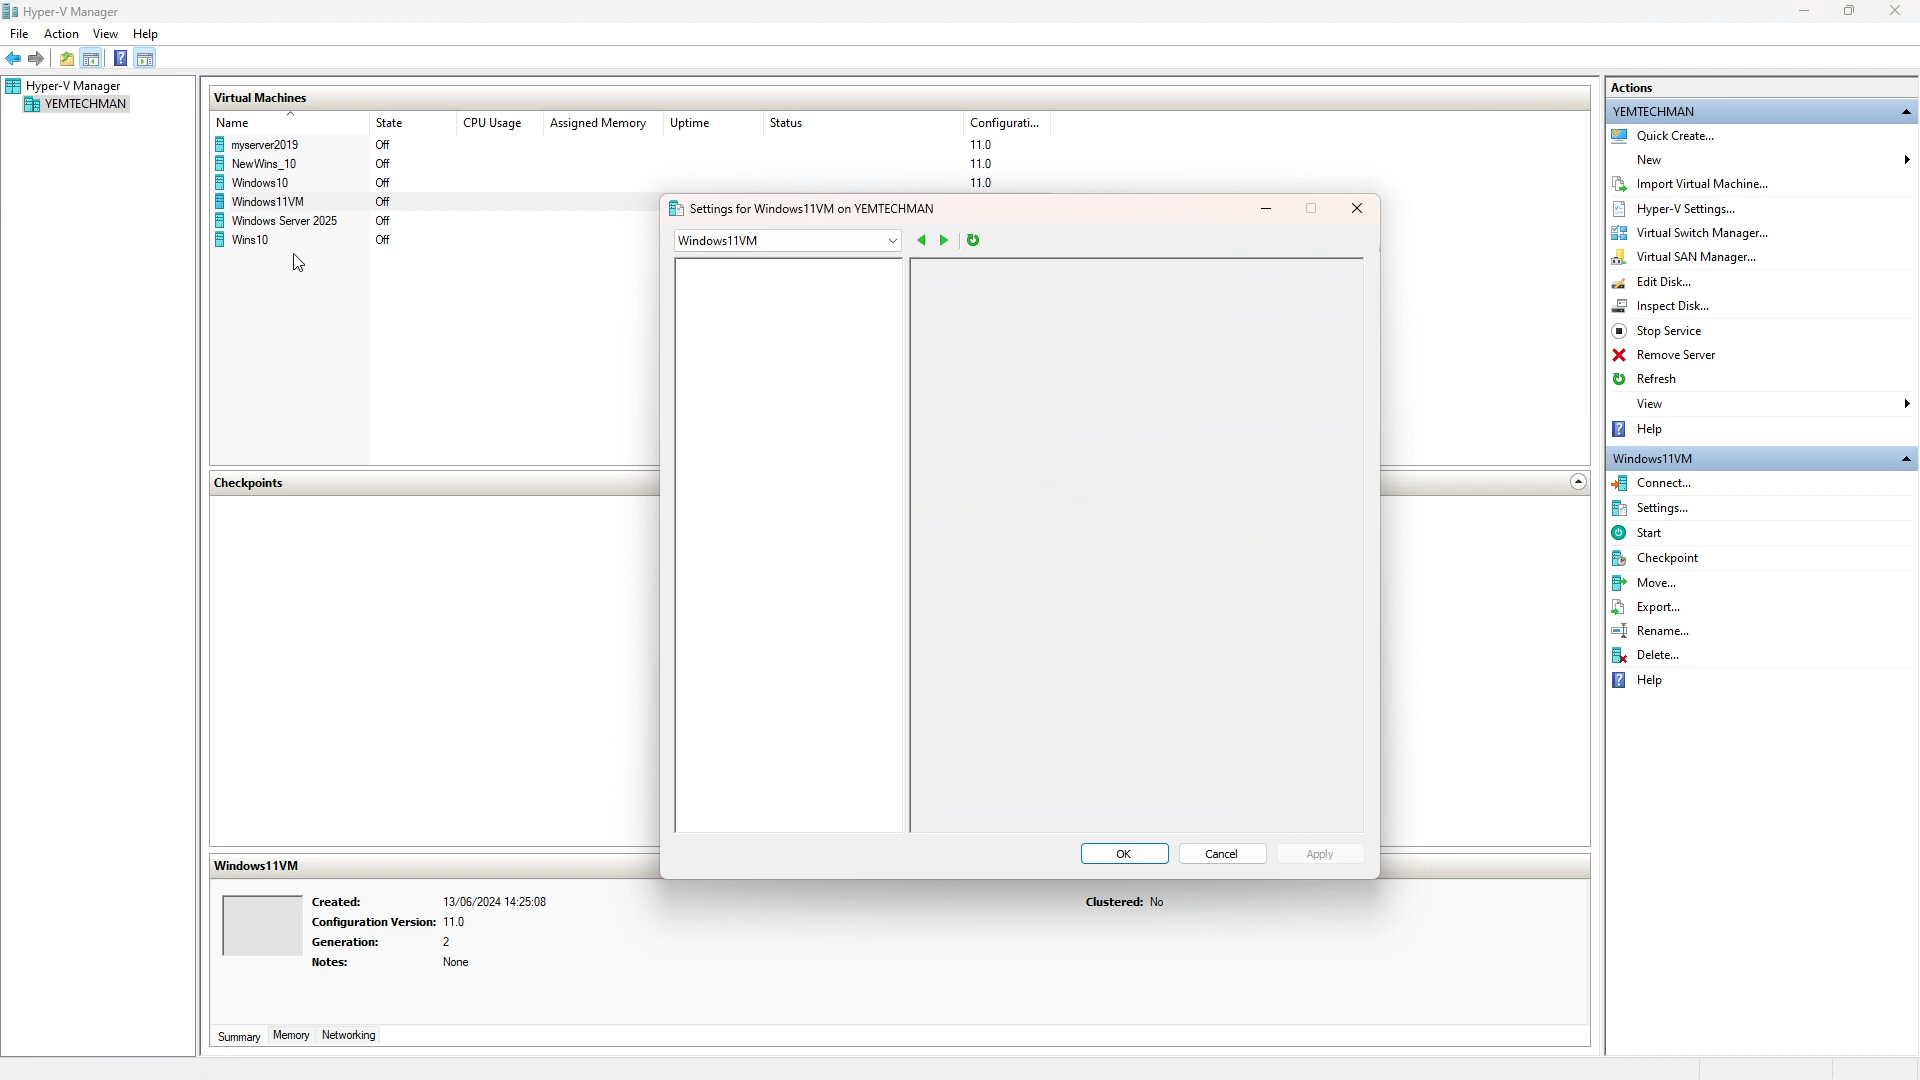 Hyper-V Manager
File Action View Help
Hyper-V Manager
YEMTECHMAN
Virtual Machines
Name State CPU Usage Assigned Memory Uptime Status Configurati...
myserver2019 Off 11.0
NewWins_10 Off 11.0
Windows10 Off 11.0
Windows11VM Off
Windows Server 2025 Off
Wins10 Off
Checkpoints
Windows11VM
Created: 13/06/2024 14:25:08 Clustered: No
Configuration Version: 11.0
Generation: 2
Notes: None
Summary Memory Networking
Settings for Windows11VM on YEMTECHMAN
Windows11VM
OK Cancel Apply
Actions
YEMTECHMAN
Quick Create...
New
Import Virtual Machine...
Hyper-V Settings...
Virtual Switch Manager...
Virtual SAN Manager...
Edit Disk...
Inspect Disk...
Stop Service
Remove Server
Refresh
View
Help
Windows11VM
Connect...
Settings...
Start
Checkpoint
Move...
Export...
Rename...
Delete...
Help